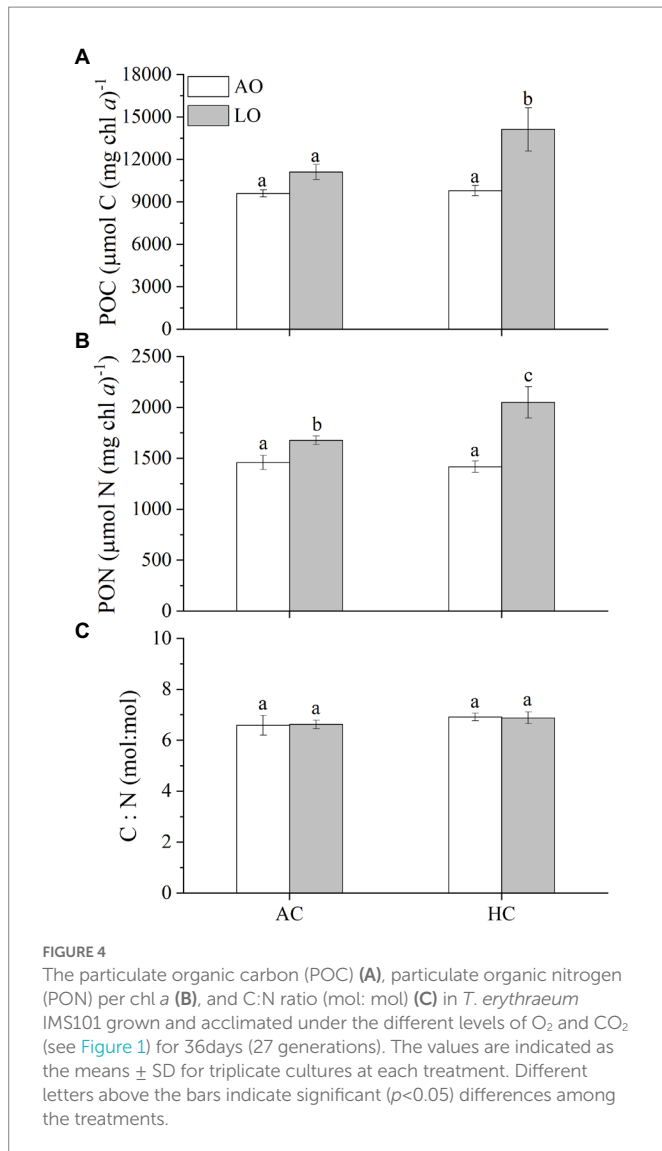 A
18000
15000
12000
9000
6000
3000
0
POC (µmol C (mg chl a)⁻¹
AO
LO
a
a
a
b
B
2500
2000
1500
1000
500
0
PON (µmol N (mg chl a)⁻¹)
a
b
a
c
C
10
8
6
4
2
0
C : N (mol:mol)
a
a
a
a
AC
HC
FIGURE 4
The particulate organic carbon (POC) (A), particulate organic nitrogen
(PON) per chl a (B), and C:N ratio (mol: mol) (C) in T. erythraeum
IMS101 grown and acclimated under the different levels of O₂ and CO₂
(see Figure 1) for 36days (27 generations). The values are indicated as
the means ± SD for triplicate cultures at each treatment. Different
letters above the bars indicate significant (p<0.05) differences among
the treatments.